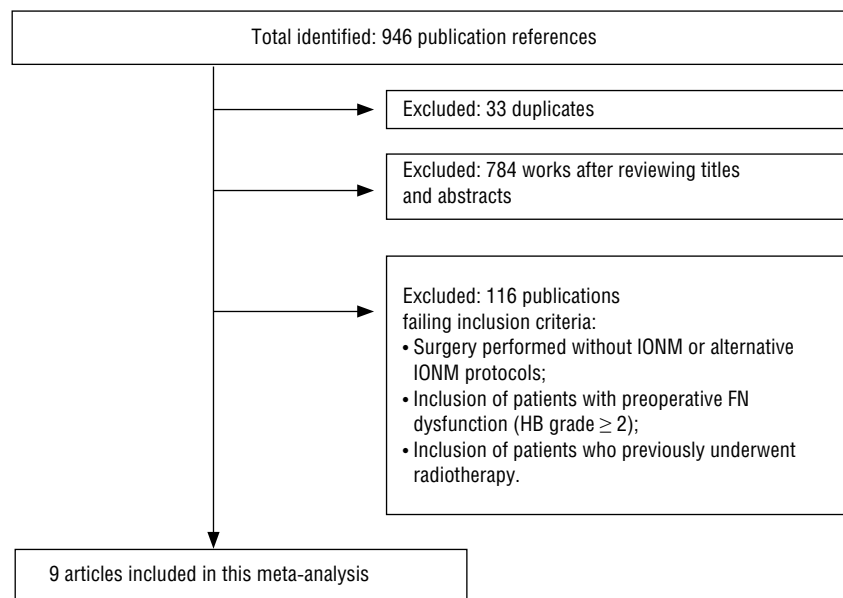 Total identified: 946 publication references
Excluded: 33 duplicates
Excluded: 784 works after reviewing titles
and abstracts
Excluded: 116 publications
failing inclusion criteria:
• Surgery performed without IONM or alternative
IONM protocols;
• Inclusion of patients with preoperative FN
dysfunction (HB grade ≥ 2);
• Inclusion of patients who previously underwent
radiotherapy.
9 articles included in this meta-analysis